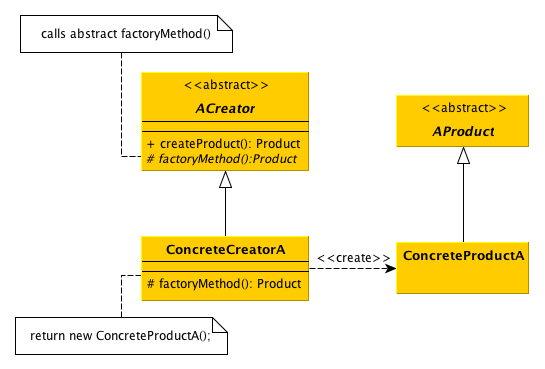 calls abstract factoryMethod()
<<abstract>>
ACreator
+ createProduct(): Product
# factoryMethod():Product
<<abstract>>
AProduct
ConcreteCreatorA
# factoryMethod(): Product
<<create>>
ConcreteProductA
return new ConcreteProductA();